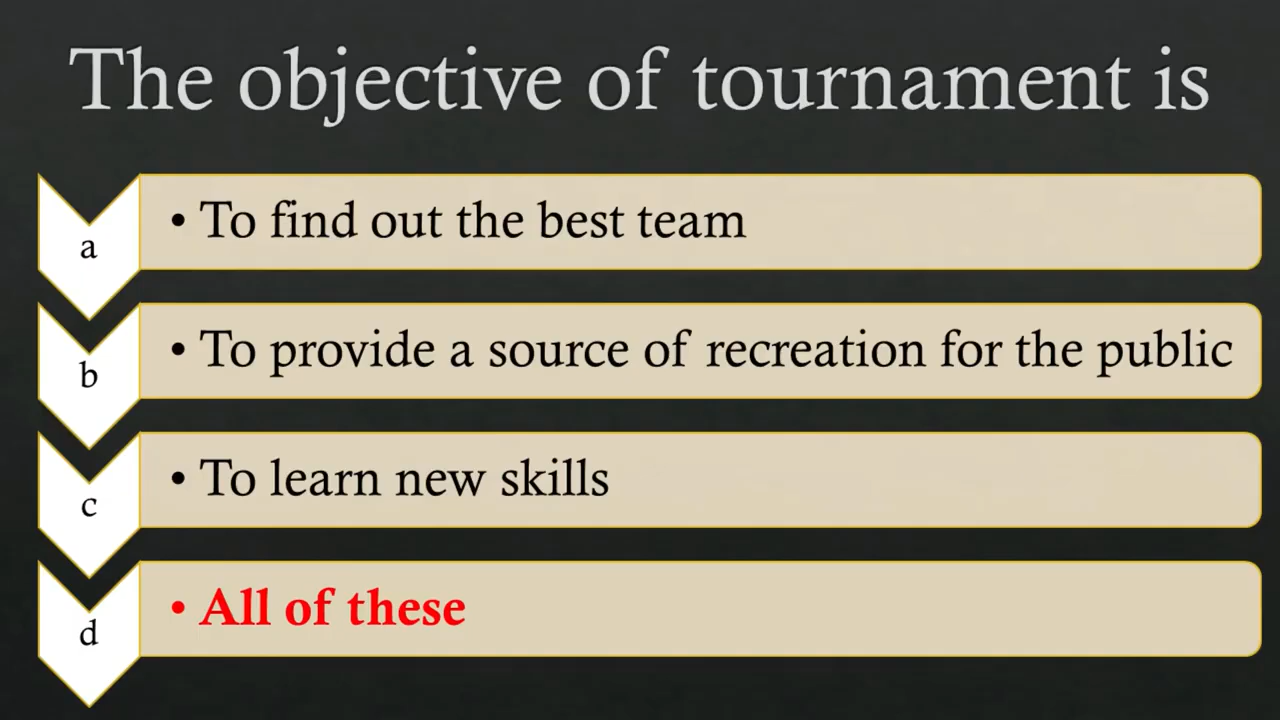 The objective of tournament is
a
• To find out the best team
b
• To provide a source of recreation for the public
c
• To learn new skills
d
• All of these